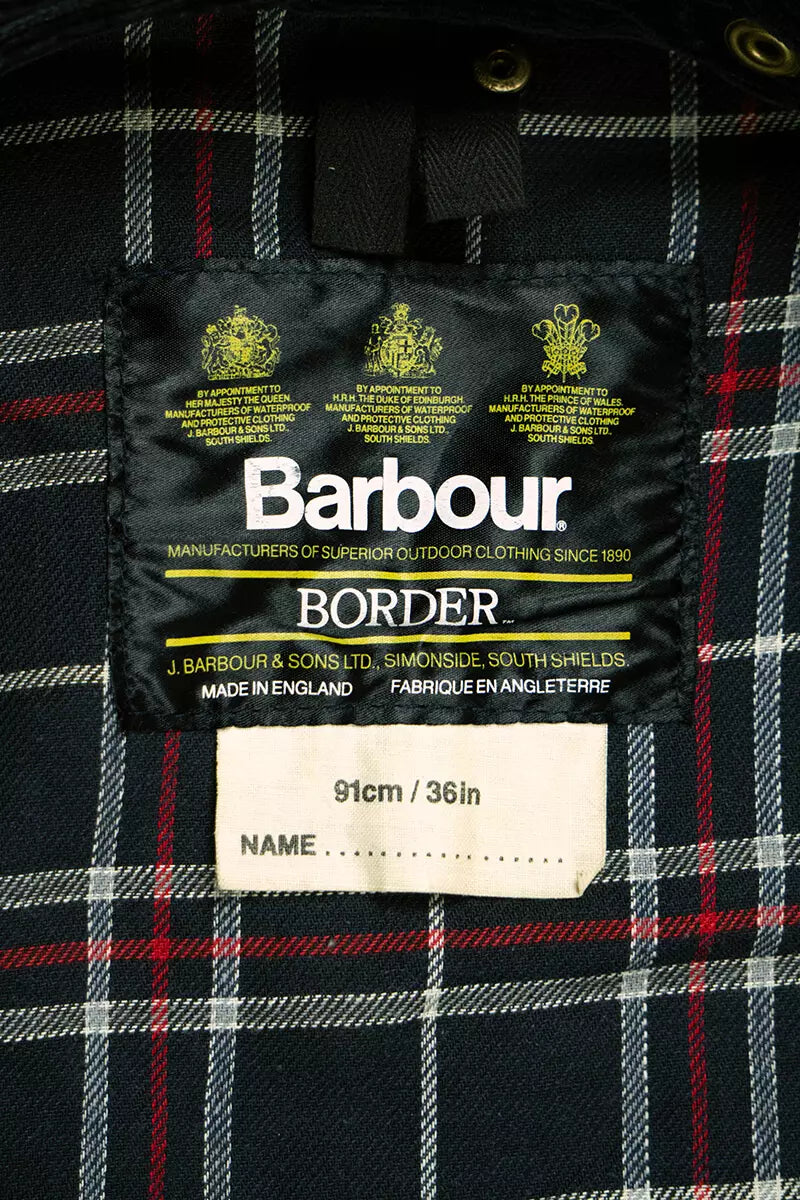 BY APPOINTMENT TO
HER MAJESTY THE QUEEN.
MANUFACTURERS OF WATERPROOF
AND PROTECTIVE CLOTHING
J. BARBOUR & SONS LTD.,
SOUTH SHIELDS.
BY APPOINTMENT TO
H.R.H. THE DUKE OF EDINBURGH.
MANUFACTURERS OF WATERPROOF
AND PROTECTIVE CLOTHING
J. BARBOUR & SONS LTD.,
SOUTH SHIELDS.
BY APPOINTMENT TO
H.R.H. THE PRINCE OF WALES.
MANUFACTURERS OF WATERPROOF
AND PROTECTIVE CLOTHING
J. BARBOUR & SONS LTD.,
SOUTH SHIELDS.
Barbour®
MANUFACTURERS OF SUPERIOR OUTDOOR CLOTHING SINCE 1890
BORDER™
J. BARBOUR & SONS LTD., SIMONSIDE, SOUTH SHIELDS.
MADE IN ENGLAND FABRIQUE EN ANGLETERRE
91cm / 36in
NAME....................